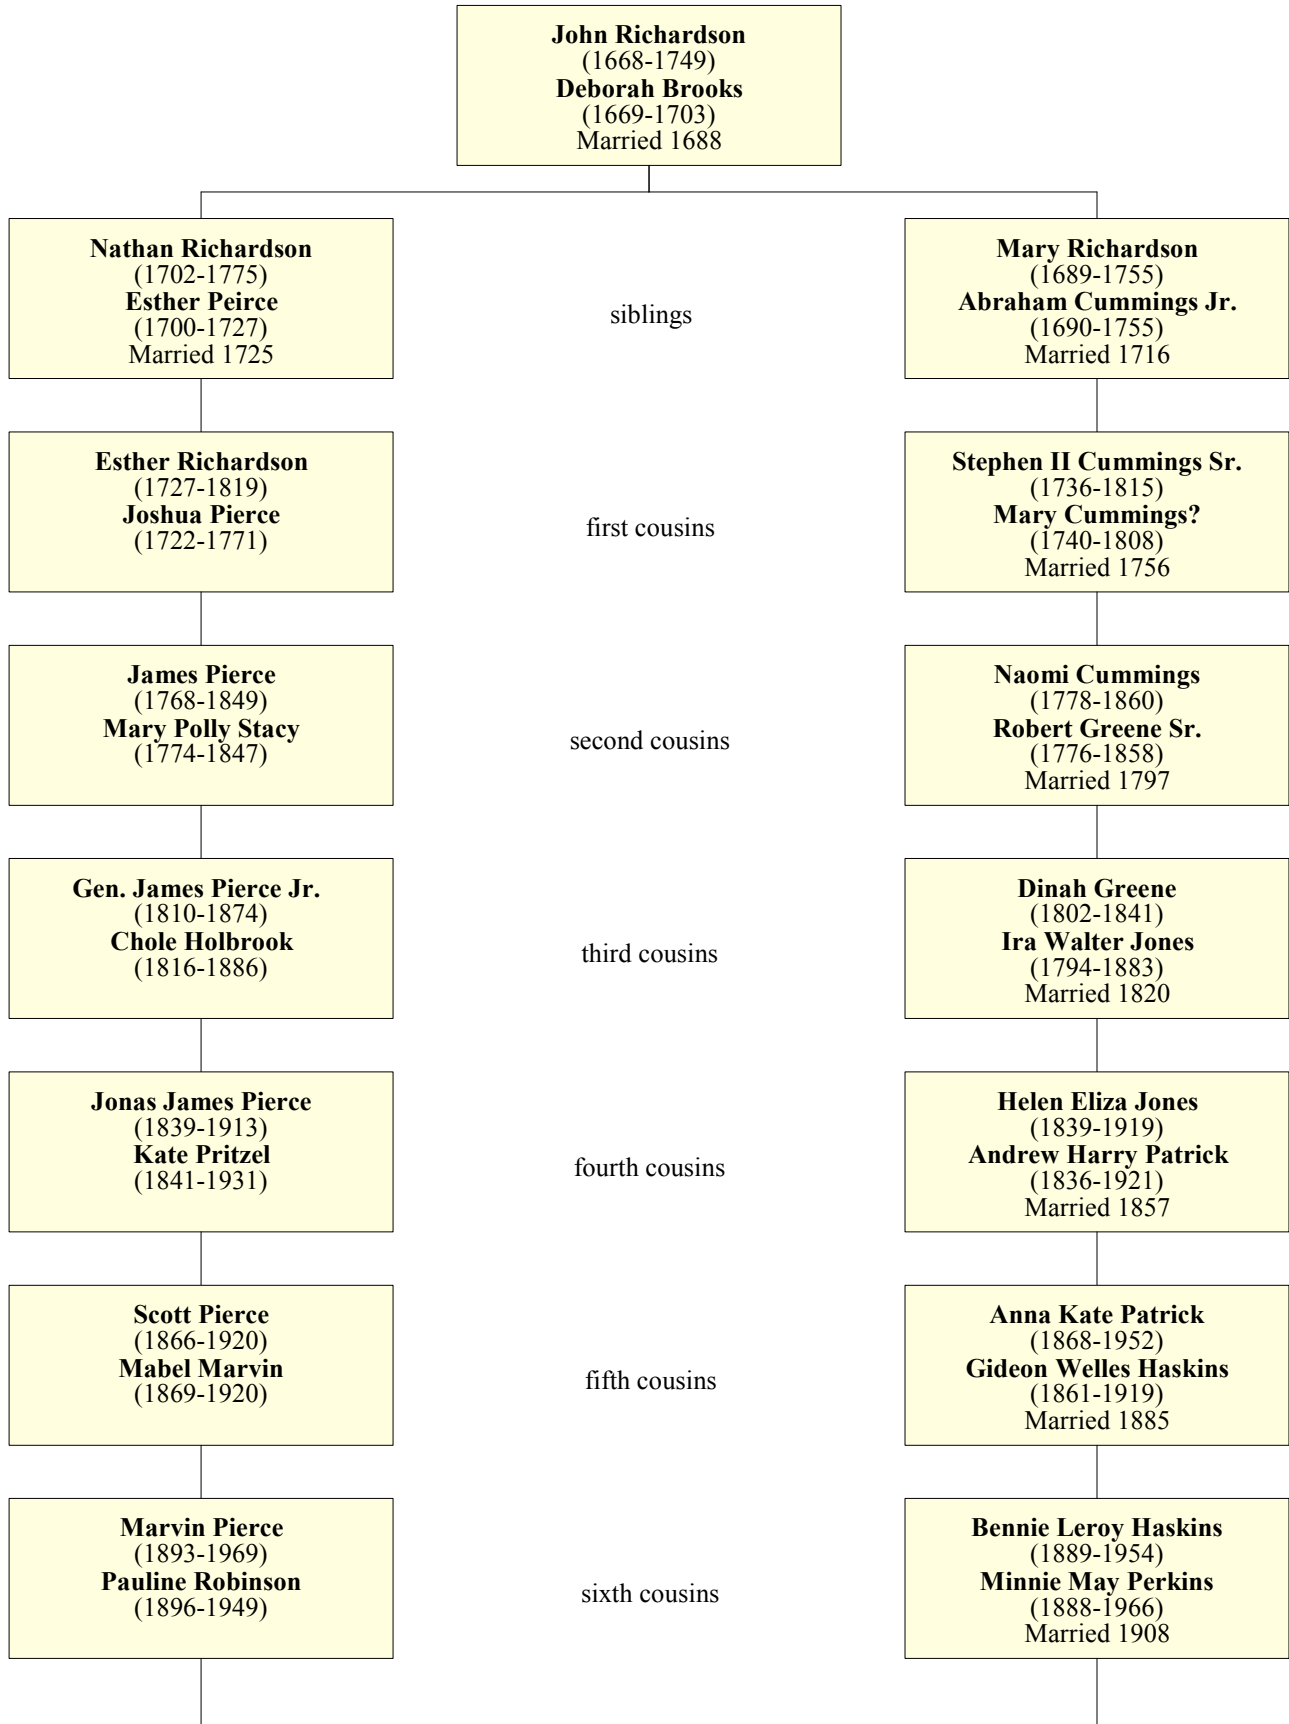 John Richardson
(1668-1749)
Deborah Brooks
(1669-1703)
Married 1688
Nathan Richardson
(1702-1775)
Esther Peirce
(1700-1727)
Married 1725
siblings
Mary Richardson
(1689-1755)
Abraham Cummings Jr.
(1690-1755)
Married 1716
Esther Richardson
(1727-1819)
Joshua Pierce
(1722-1771)
first cousins
Stephen II Cummings Sr.
(1736-1815)
Mary Cummings?
(1740-1808)
Married 1756
James Pierce
(1768-1849)
Mary Polly Stacy
(1774-1847)
second cousins
Naomi Cummings
(1778-1860)
Robert Greene Sr.
(1776-1858)
Married 1797
Gen. James Pierce Jr.
(1810-1874)
Chole Holbrook
(1816-1886)
third cousins
Dinah Greene
(1802-1841)
Ira Walter Jones
(1794-1883)
Married 1820
Jonas James Pierce
(1839-1913)
Kate Pritzel
(1841-1931)
fourth cousins
Helen Eliza Jones
(1839-1919)
Andrew Harry Patrick
(1836-1921)
Married 1857
Scott Pierce
(1866-1920)
Mabel Marvin
(1869-1920)
fifth cousins
Anna Kate Patrick
(1868-1952)
Gideon Welles Haskins
(1861-1919)
Married 1885
Marvin Pierce
(1893-1969)
Pauline Robinson
(1896-1949)
sixth cousins
Bennie Leroy Haskins
(1889-1954)
Minnie May Perkins
(1888-1966)
Married 1908